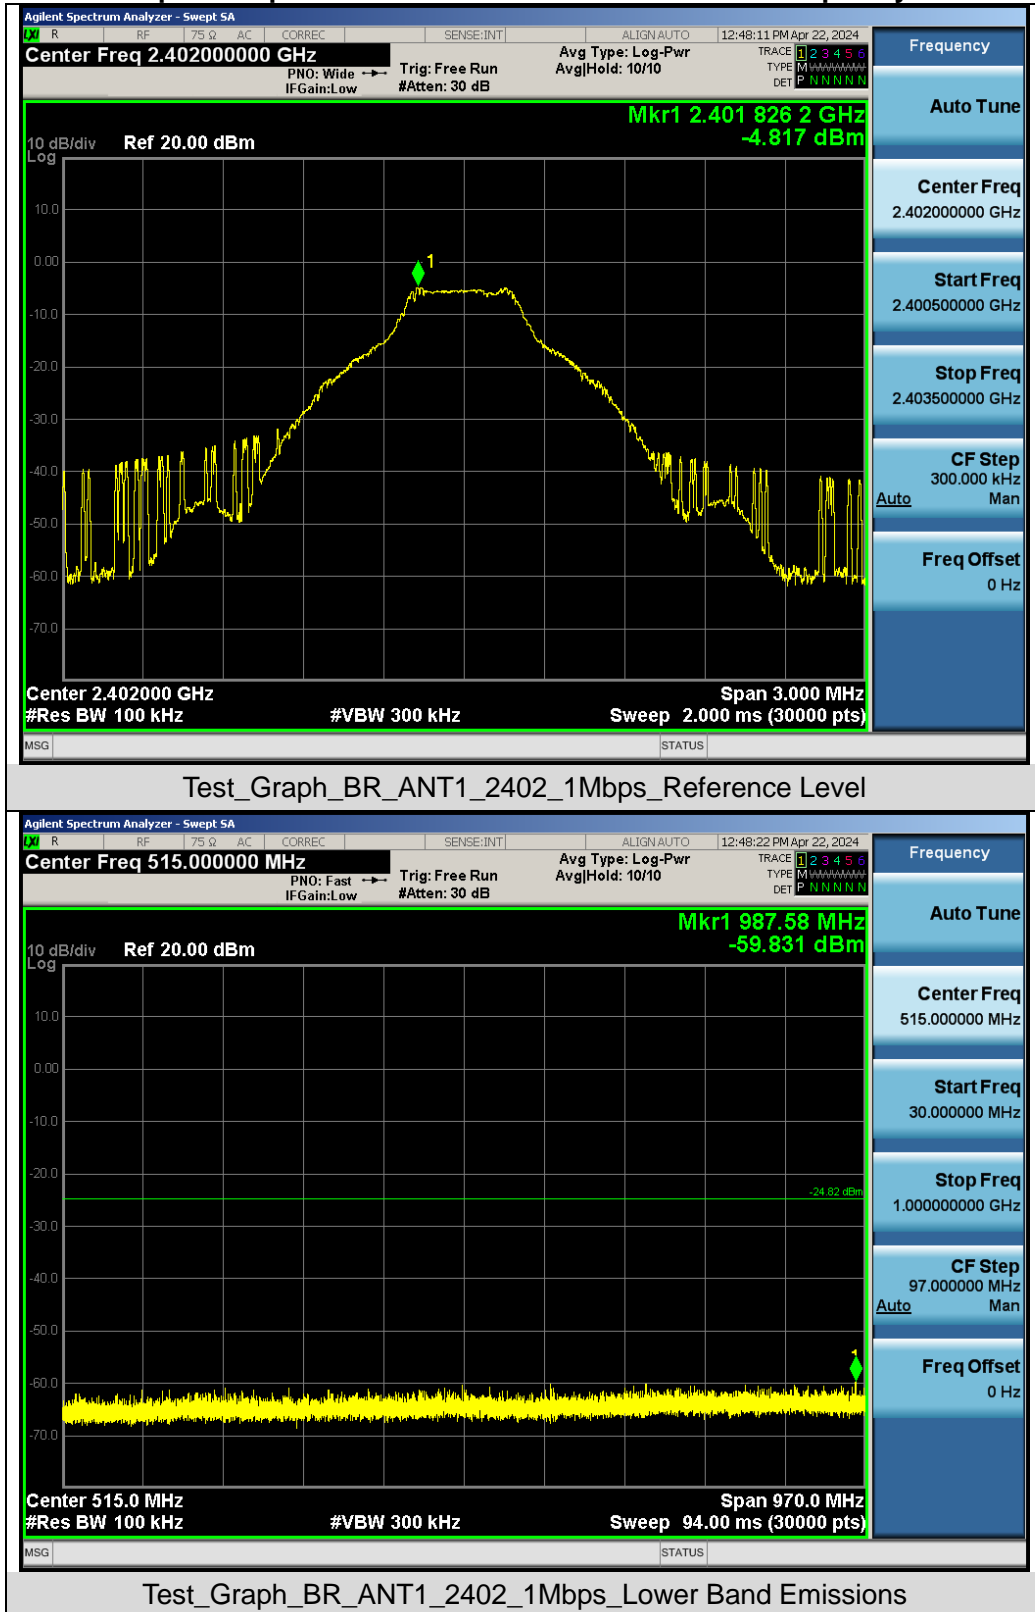 Agilent Spectrum Analyzer - Swept SA
LXI R RF 75 Ω AC CORREC SENSE:INT ALIGN AUTO 12:48:11 PM Apr 22, 2024
Center Freq 2.402000000 GHz
PNO: Wide
IFGain:Low
Trig: Free Run
#Atten: 30 dB
Avg Type: Log-Pwr
Avg|Hold: 10/10
TRACE 1 2 3 4 5 6
TYPE M WWWWW
DET P N N N N N
Mkr1 2.401 826 2 GHz
-4.817 dBm
10 dB/div Ref 20.00 dBm
Log
10.0
0.00
-10.0
-20.0
-30.0
-40.0
-50.0
-60.0
-70.0
1
Center 2.402000 GHz Span 3.000 MHz
#Res BW 100 kHz #VBW 300 kHz Sweep 2.000 ms (30000 pts)
MSG STATUS
Frequency
Auto Tune
Center Freq
2.402000000 GHz
Start Freq
2.400500000 GHz
Stop Freq
2.403500000 GHz
CF Step
300.000 kHz
Auto Man
Freq Offset
0 Hz
Test_Graph_BR_ANT1_2402_1Mbps_Reference Level
Agilent Spectrum Analyzer - Swept SA
LXI R RF 75 Ω AC CORREC SENSE:INT ALIGN AUTO 12:48:22 PM Apr 22, 2024
Center Freq 515.000000 MHz
PNO: Fast
IFGain:Low
Trig: Free Run
#Atten: 30 dB
Avg Type: Log-Pwr
Avg|Hold: 10/10
TRACE 1 2 3 4 5 6
TYPE M WWWWW
DET P N N N N N
Mkr1 987.58 MHz
-59.831 dBm
10 dB/div Ref 20.00 dBm
Log
10.0
0.00
-10.0
-20.0
-30.0
-40.0
-50.0
-60.0
-70.0
-24.82 dBm
1
Center 515.0 MHz Span 970.0 MHz
#Res BW 100 kHz #VBW 300 kHz Sweep 94.00 ms (30000 pts)
MSG STATUS
Frequency
Auto Tune
Center Freq
515.000000 MHz
Start Freq
30.000000 MHz
Stop Freq
1.000000000 GHz
CF Step
97.000000 MHz
Auto Man
Freq Offset
0 Hz
Test_Graph_BR_ANT1_2402_1Mbps_Lower Band Emissions